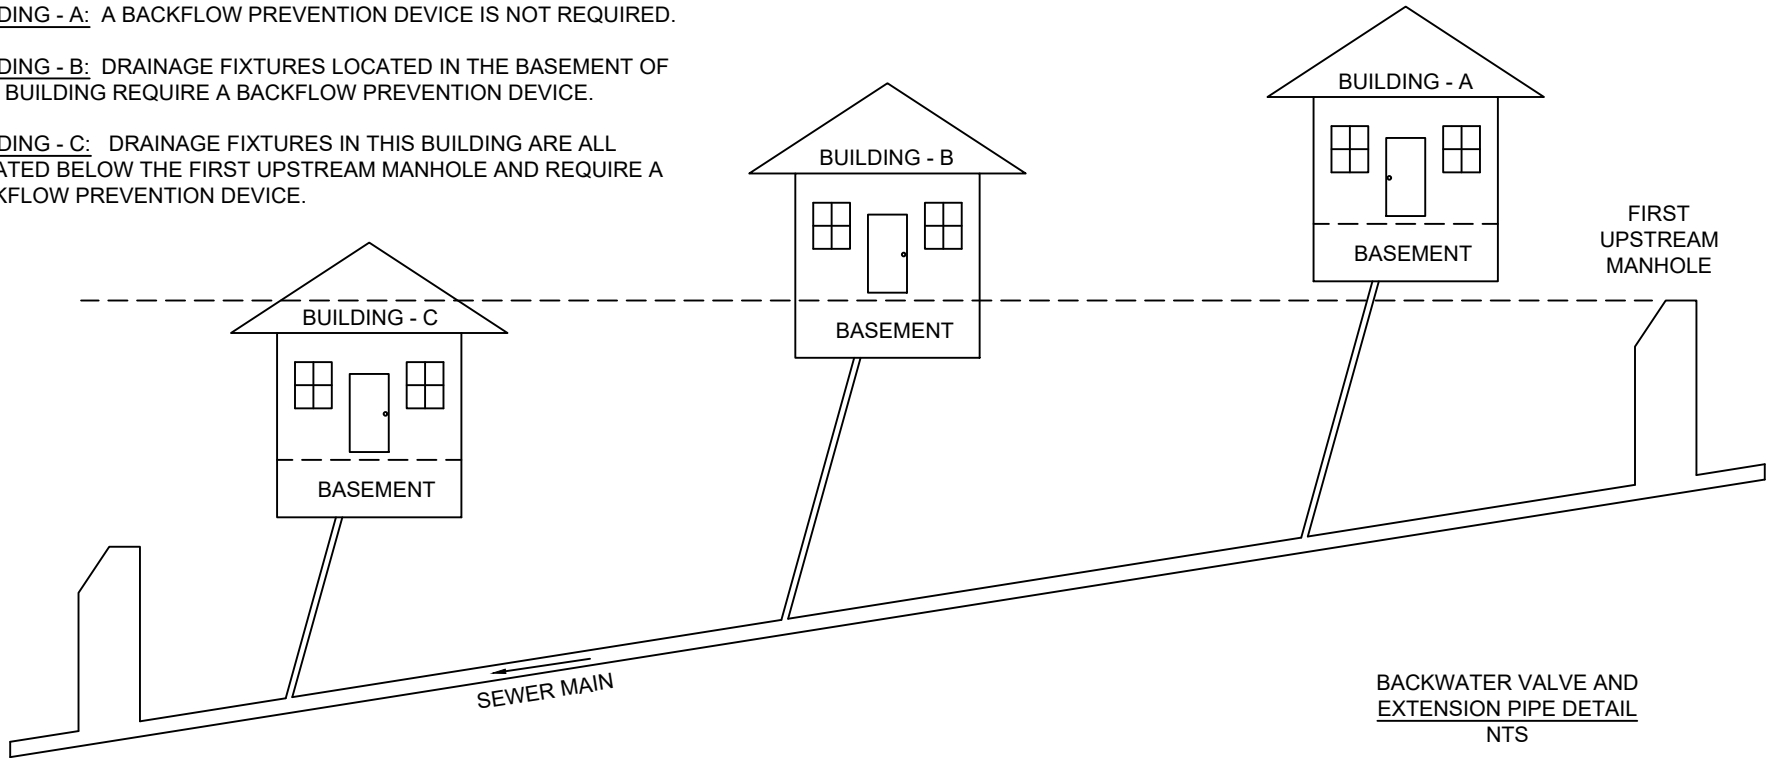 DING - A: A BACKFLOW PREVENTION DEVICE IS NOT REQUIRED.
DING - B: DRAINAGE FIXTURES LOCATED IN THE BASEMENT OF
BUILDING REQUIRE A BACKFLOW PREVENTION DEVICE.
DING - C: DRAINAGE FIXTURES IN THIS BUILDING ARE ALL
ATED BELOW THE FIRST UPSTREAM MANHOLE AND REQUIRE A
KFLOW PREVENTION DEVICE.
BUILDING - A
BASEMENT
BUILDING - B
BASEMENT
BUILDING - C
BASEMENT
FIRST
UPSTREAM
MANHOLE
SEWER MAIN
BACKWATER VALVE AND
EXTENSION PIPE DETAIL
NTS